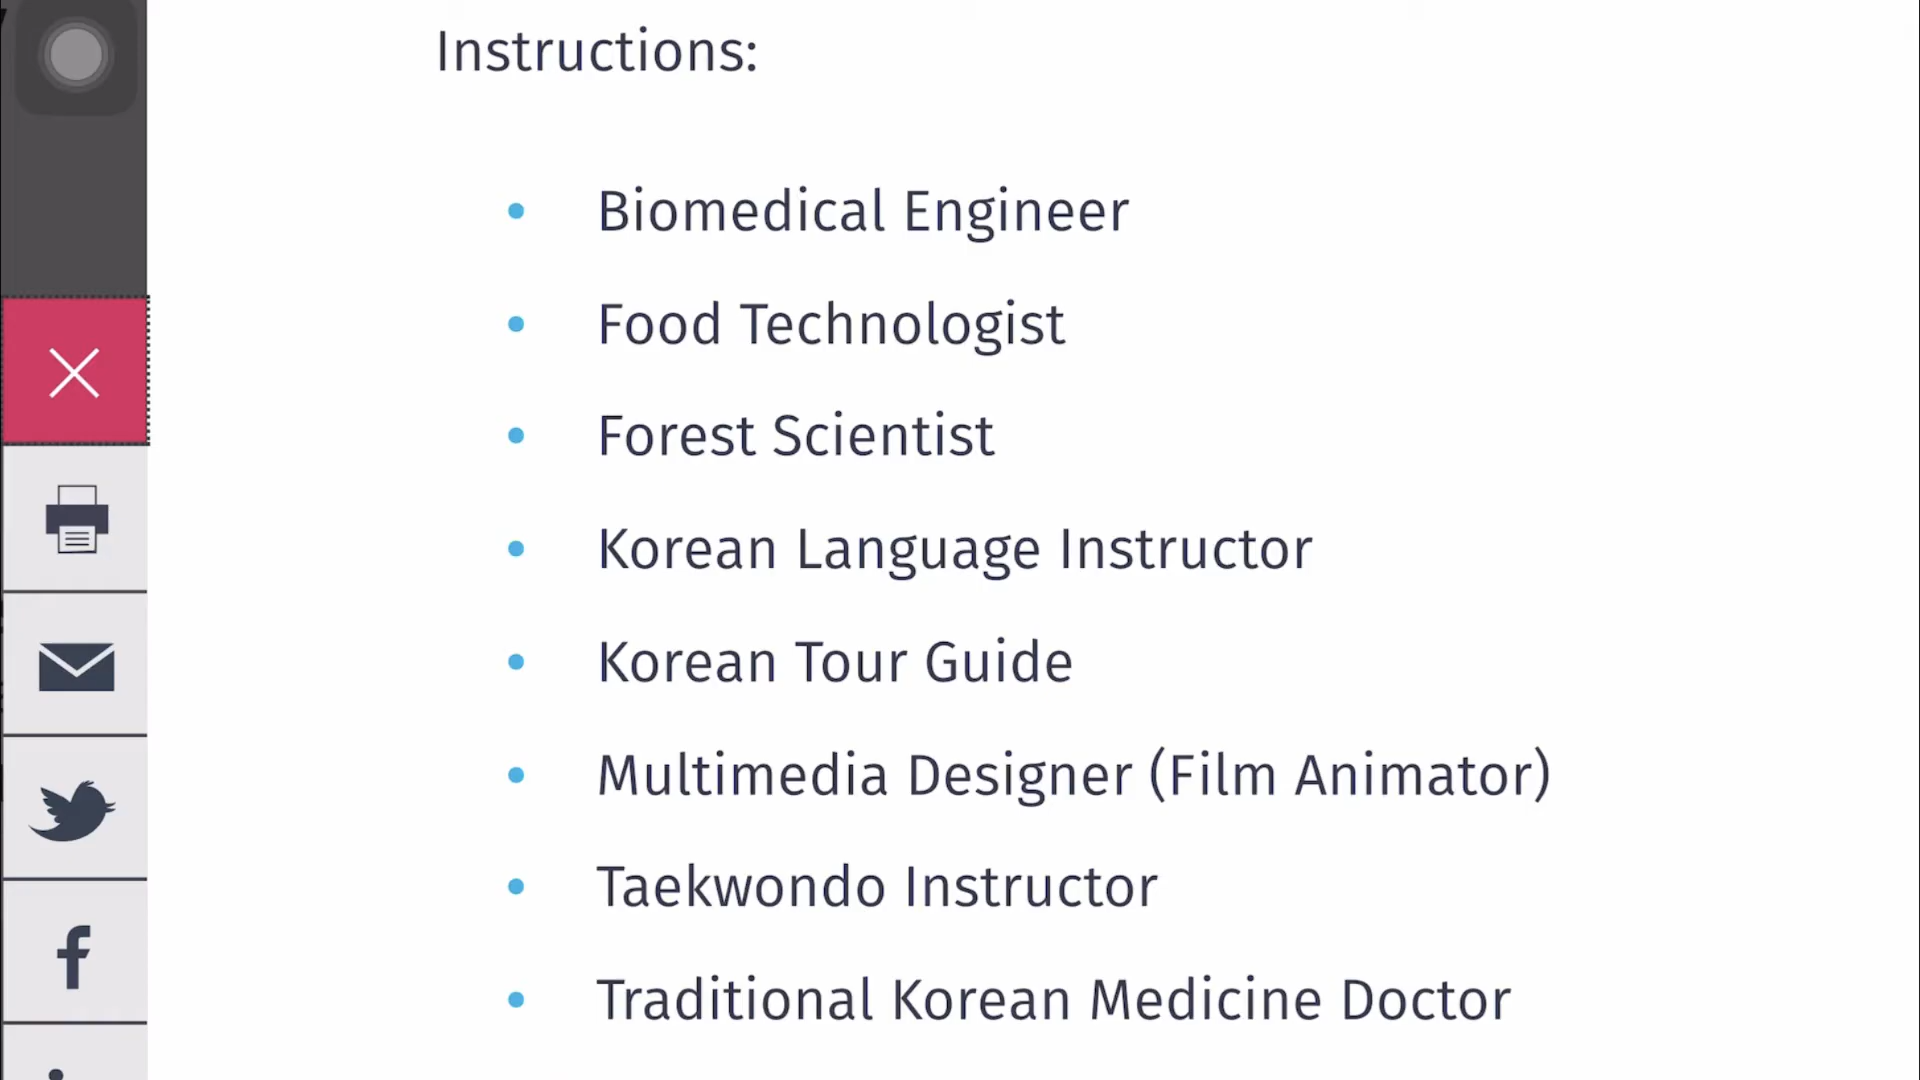 Instructions:
Biomedical Engineer
Food Technologist
Forest Scientist
Korean Language Instructor
Korean Tour Guide
Multimedia Designer (Film Animator)
Taekwondo Instructor
Traditional Korean Medicine Doctor